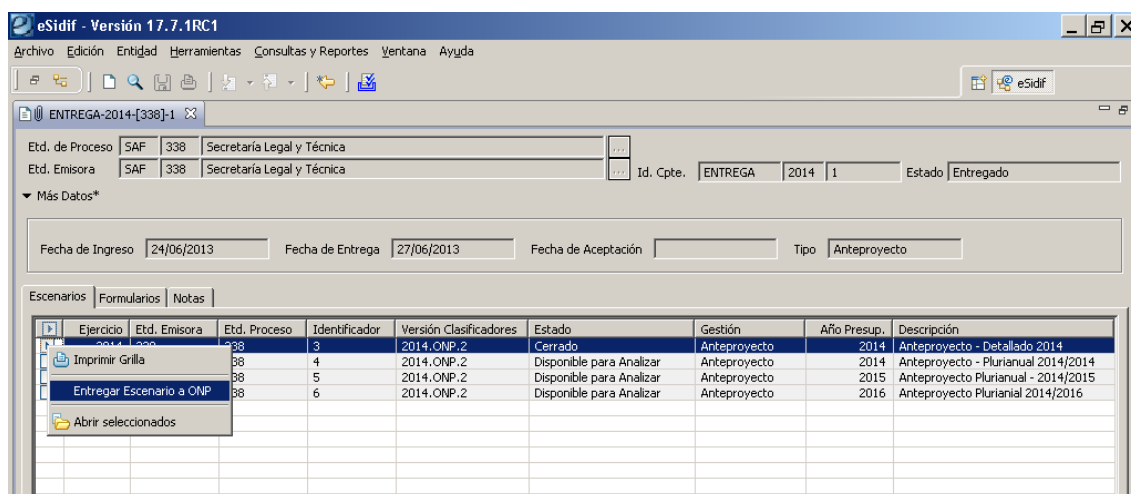 eSidif - Versión 17.7.1RC1
Archivo Edición Entidad Herramientas Consultas y Reportes Ventana Ayuda
eSidif
ENTREGA-2014-[338]-1
Etd. de Proceso SAF 338 Secretaría Legal y Técnica ...
Etd. Emisora SAF 338 Secretaría Legal y Técnica ... Id. Cpte. ENTREGA 2014 1 Estado Entregado
Más Datos*
Fecha de Ingreso 24/06/2013 Fecha de Entrega 27/06/2013 Fecha de Aceptación Tipo Anteproyecto
Escenarios Formularios Notas
Ejercicio Etd. Emisora Etd. Proceso Identificador Versión Clasificadores Estado Gestión Año Presup. Descripción
3 2014.ONP.2 Cerrado Anteproyecto 2014 Anteproyecto - Detallado 2014
Imprimir Grilla 38 4 2014.ONP.2 Disponible para Analizar Anteproyecto 2014 Anteproyecto - Plurianual 2014/2014
38 5 2014.ONP.2 Disponible para Analizar Anteproyecto 2015 Anteproyecto Plurianual - 2014/2015
Entregar Escenario a ONP 38 6 2014.ONP.2 Disponible para Analizar Anteproyecto 2016 Anteproyecto Plurianial 2014/2016
Abrir seleccionados